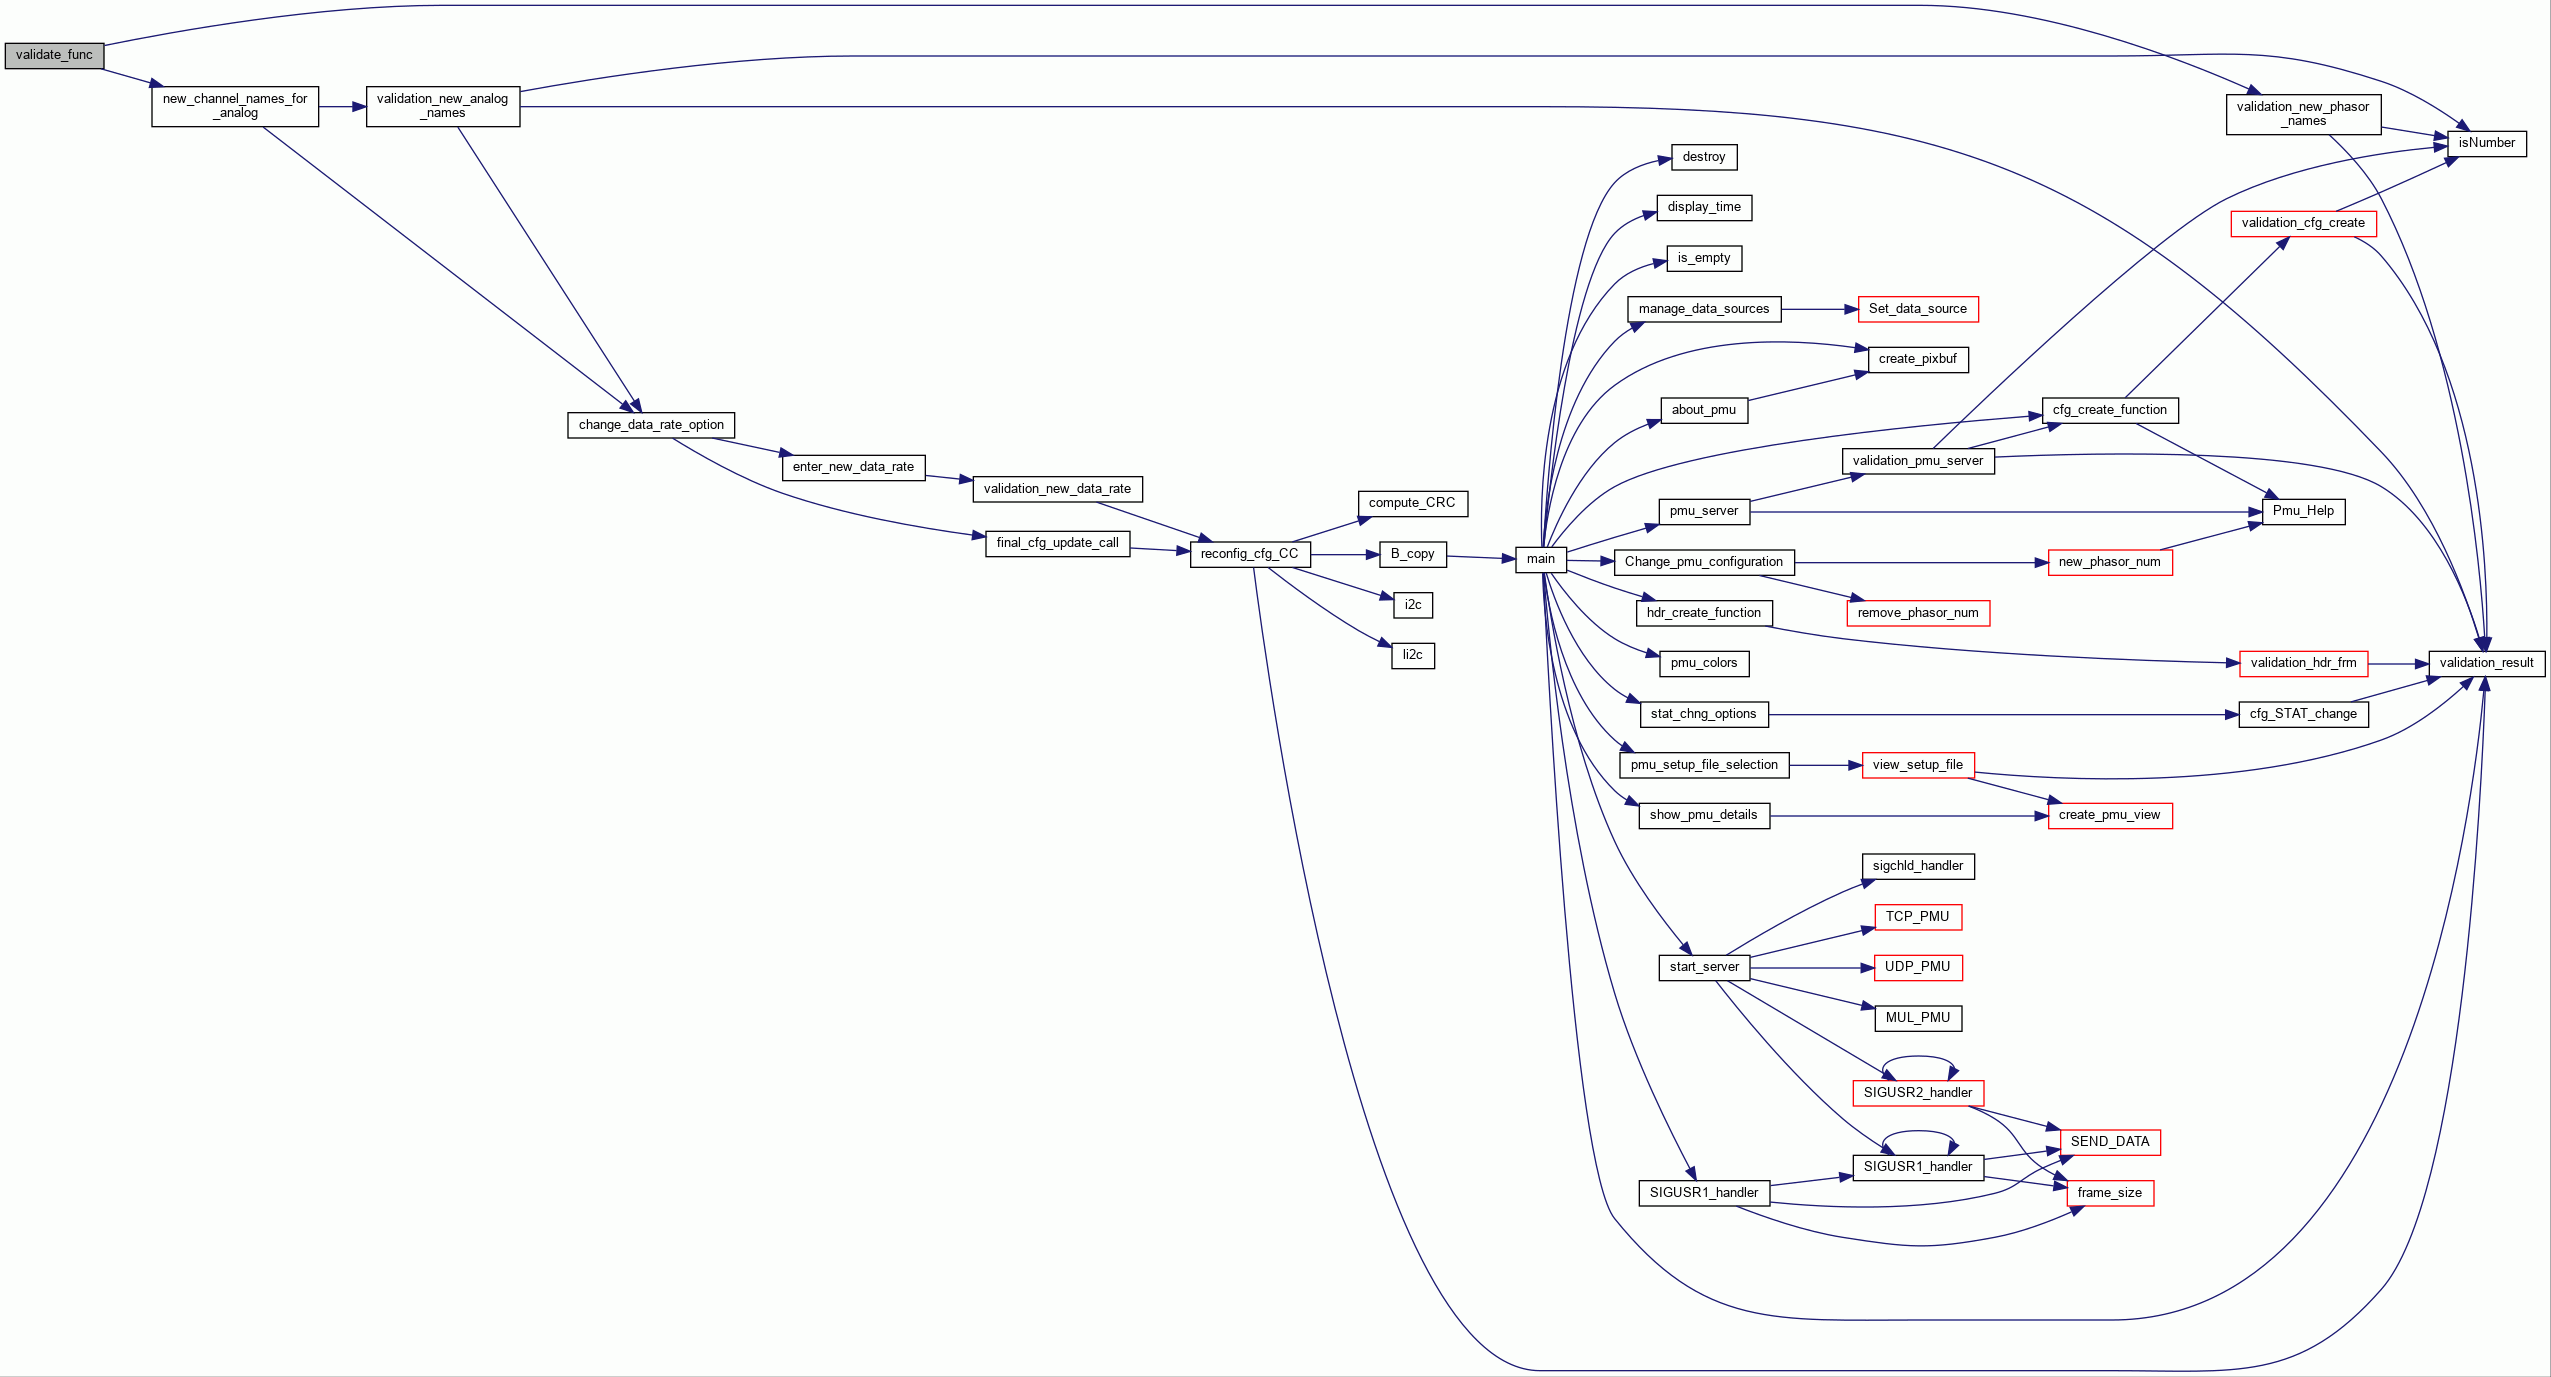 validate_func
new_channel_names_for
_analog
validation_new_analog
_names
change_data_rate_option
enter_new_data_rate
validation_new_data_rate
final_cfg_update_call
reconfig_cfg_CC
compute_CRC
B_copy
i2c
li2c
main
destroy
display_time
is_empty
manage_data_sources
Set_data_source
create_pixbuf
about_pmu
cfg_create_function
validation_pmu_server
pmu_server
Pmu_Help
Change_pmu_configuration
new_phasor_num
hdr_create_function
remove_phasor_num
pmu_colors
stat_chng_options
pmu_setup_file_selection
view_setup_file
show_pmu_details
create_pmu_view
sigchld_handler
TCP_PMU
start_server
UDP_PMU
MUL_PMU
SIGUSR2_handler
SEND_DATA
SIGUSR1_handler
SIGUSR1_handler
frame_size
validation_new_phasor
_names
isNumber
validation_cfg_create
validation_hdr_frm
validation_result
cfg_STAT_change